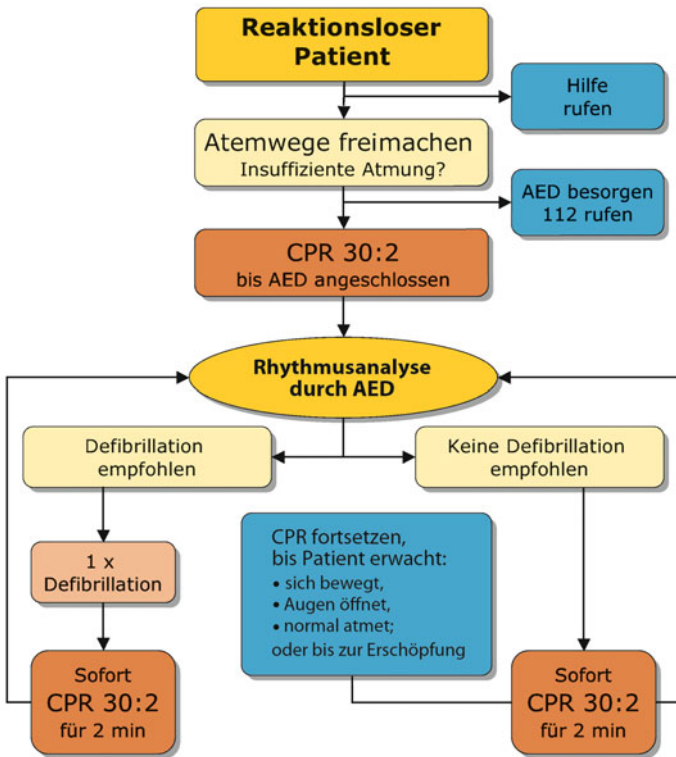 Reaktionsloser
Patient
Hilfe
rufen
Atemwege freimachen
Insuffiziente Atmung?
AED besorgen
112 rufen
CPR 30:2
bis AED angeschlossen
Rhythmusanalyse
durch AED
Defibrillation
empfohlen
Keine Defibrillation
empfohlen
1 x
Defibrillation
CPR fortsetzen,
bis Patient erwacht:
• sich bewegt,
• Augen öffnet,
• normal atmet;
oder bis zur Erschöpfung
Sofort
CPR 30:2
für 2 min
Sofort
CPR 30:2
für 2 min